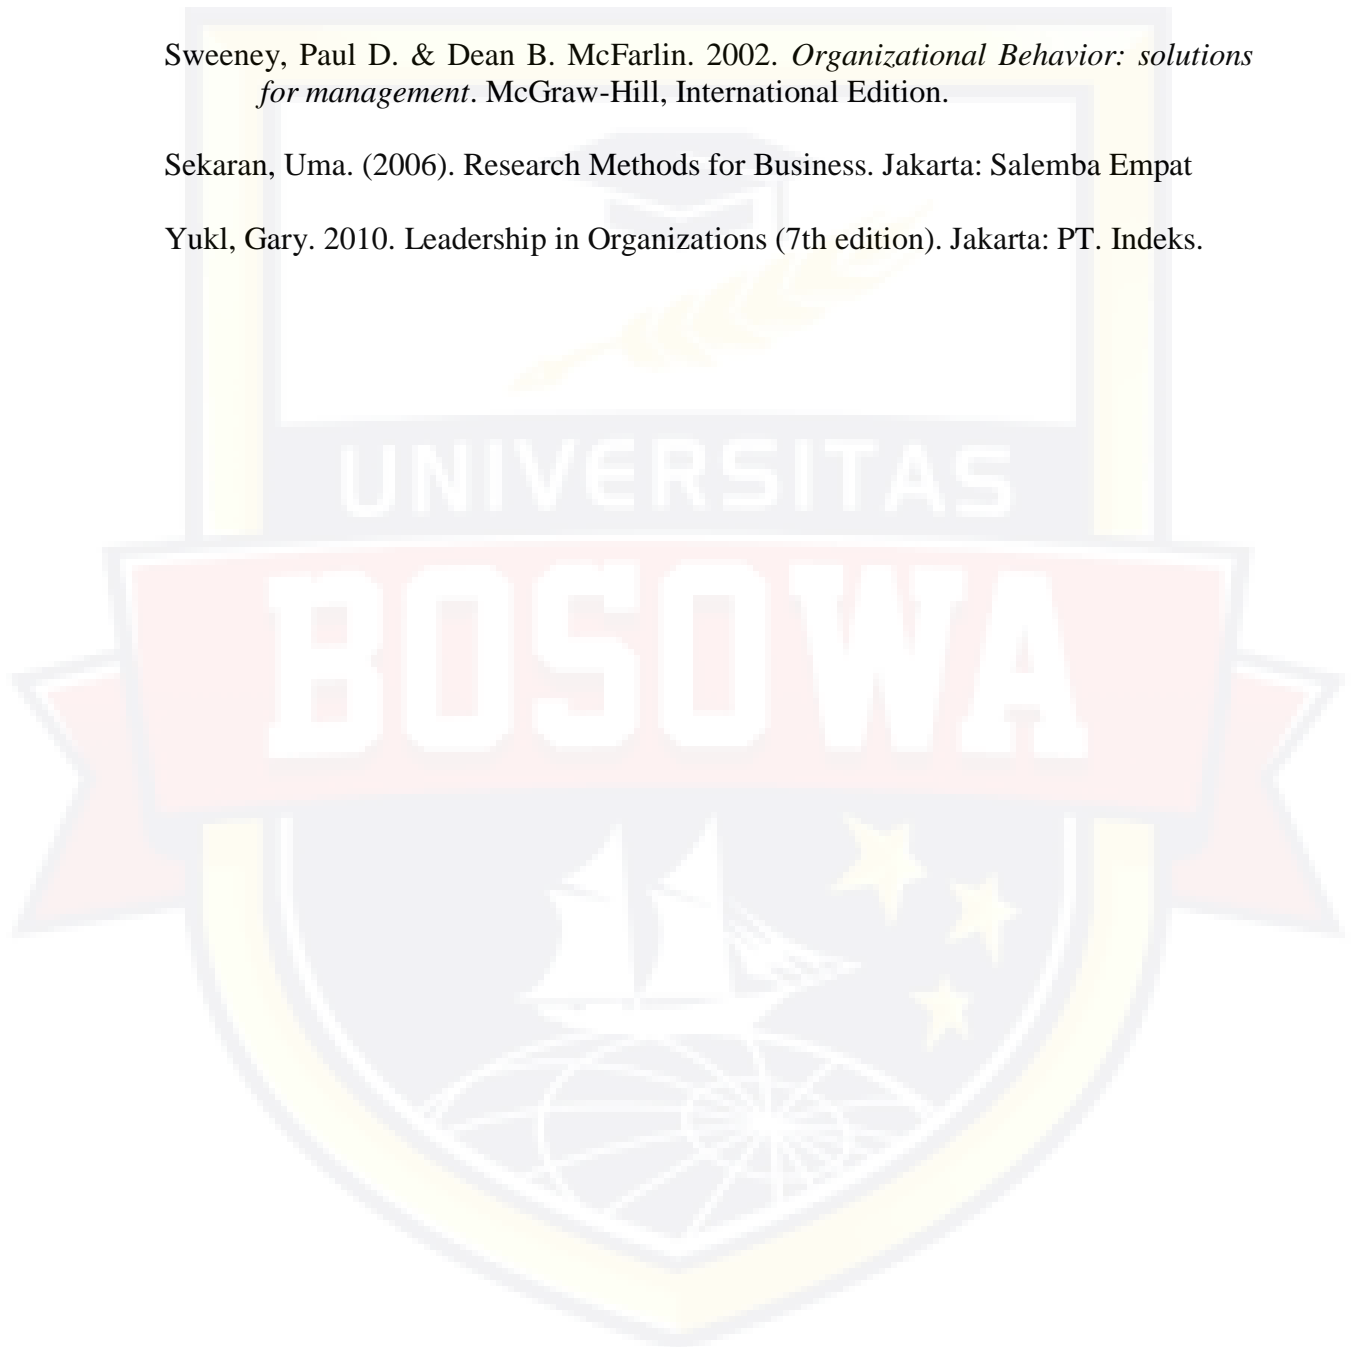 Sweeney, Paul D. & Dean B. McFarlin. 2002. Organizational Behavior: solutions
for management. McGraw-Hill, International Edition.
Sekaran, Uma. (2006). Research Methods for Business. Jakarta: Salemba Empat
Yukl, Gary. 2010. Leadership in Organizations (7th edition). Jakarta: PT. Indeks.
UNIVERSITAS
BOSOWA